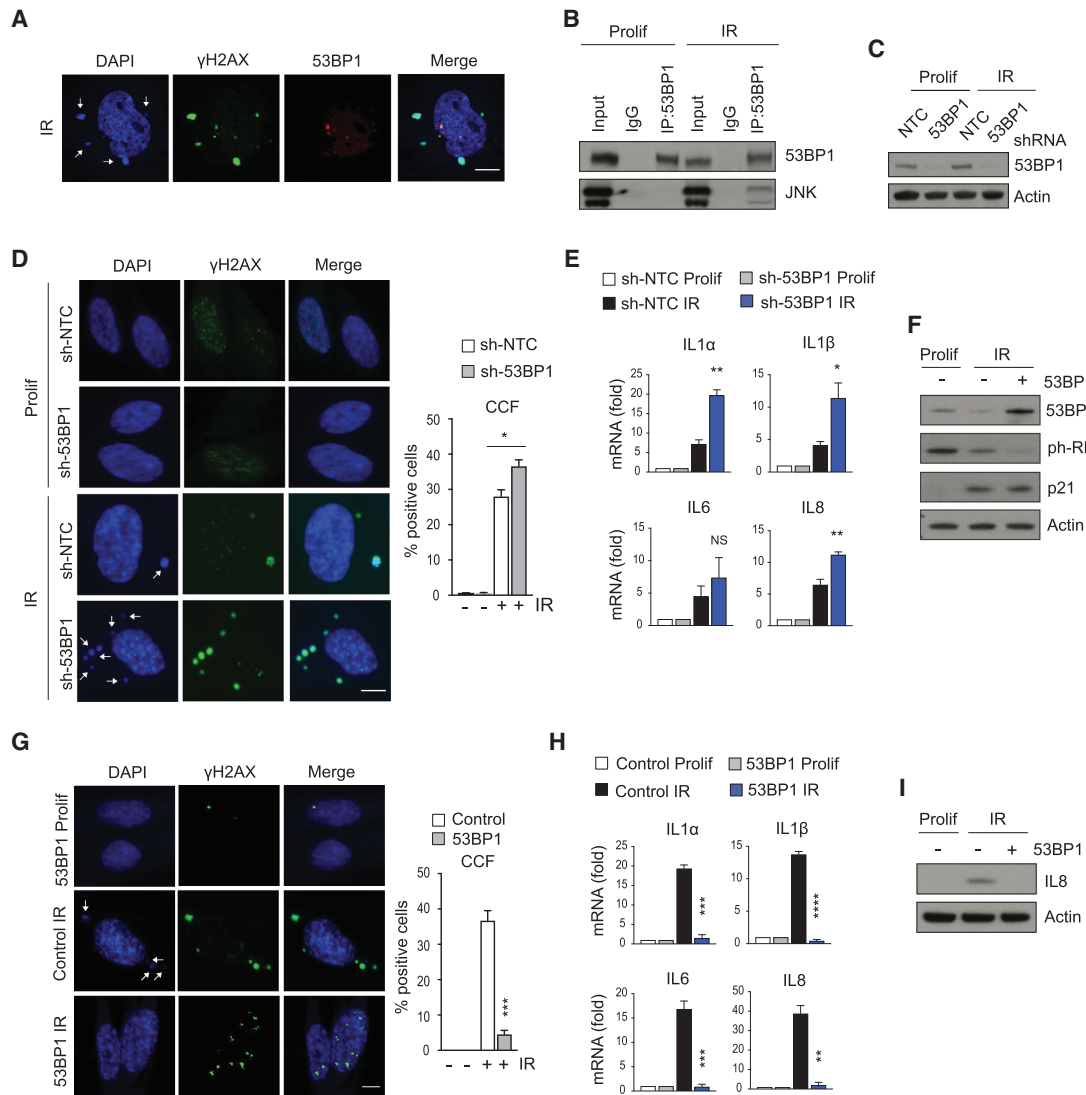 A
DAPI γH2AX 53BP1 Merge
IR
B
Prolif IR
Input IgG IP:53BP1 Input IgG IP:53BP1
53BP1
JNK
C
Prolif IR
NTC 53BP1 NTC 53BP1 shRNA
53BP1
Actin
D
DAPI γH2AX Merge
Prolif
sh-NTC
sh-53BP1
IR
sh-NTC
sh-53BP1
sh-NTC
sh-53BP1
CCF
*
% positive cells
50
40
30
20
10
0
- - + + IR
E
sh-NTC Prolif sh-53BP1 Prolif
sh-NTC IR sh-53BP1 IR
IL1α IL1β
mRNA (fold)
25
20
15
10
5
0
**
15
10
5
0
*
IL6 IL8
mRNA (fold)
15
10
5
0
NS
15
10
5
0
**
F
Prolif IR
- - + 53BP
53BP
ph-RI
p21
Actin
G
DAPI γH2AX Merge
53BP1 Prolif
Control IR
53BP1 IR
Control
53BP1
CCF
% positive cells
50
40
30
20
10
0
***
- - + + IR
H
Control Prolif 53BP1 Prolif
Control IR 53BP1 IR
IL1α IL1β
mRNA (fold)
25
20
15
10
5
0
***
15
10
5
0
****
IL6 IL8
mRNA (fold)
20
15
10
5
0
***
50
40
30
20
10
0
**
I
Prolif IR
- - + 53BP1
IL8
Actin